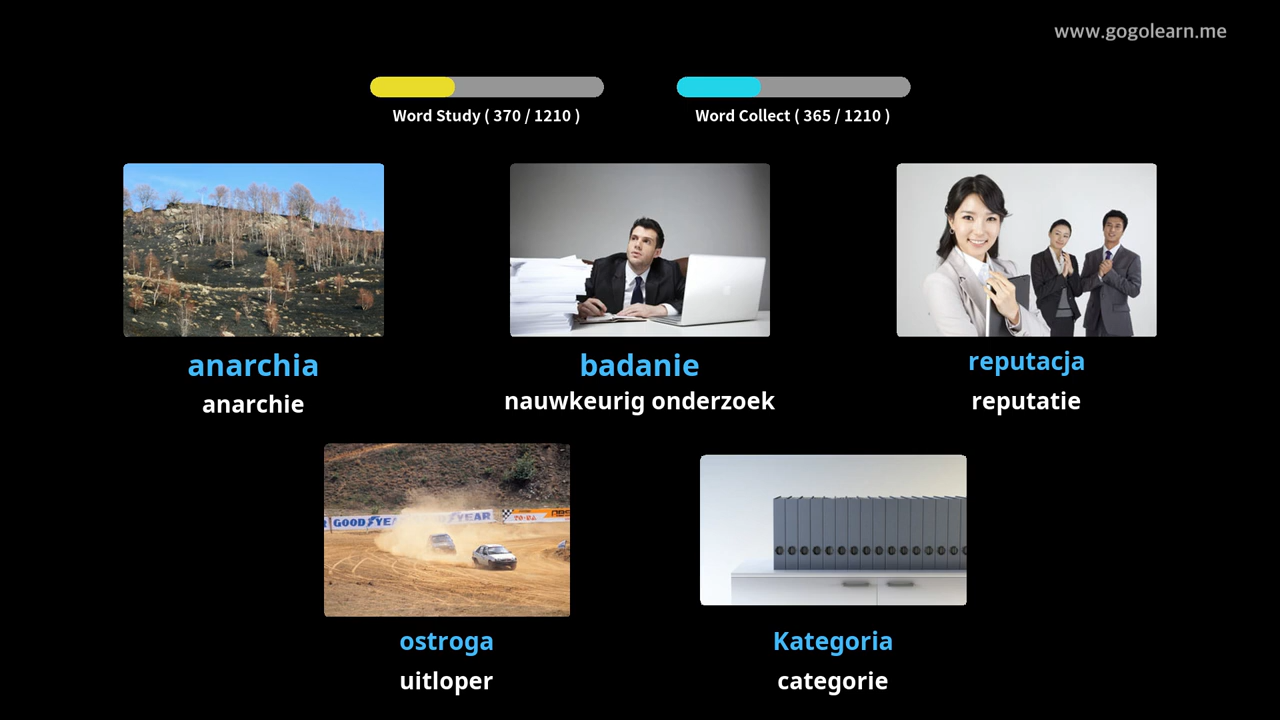 www.gogolearn.me
Word Study ( 370 / 1210 )
Word Collect ( 365 / 1210 )
anarchia
anarchie
badanie
nauwkeurig onderzoek
reputacja
reputatie
GOODYEAR
ostroga
uitloper
Kategoria
categorie